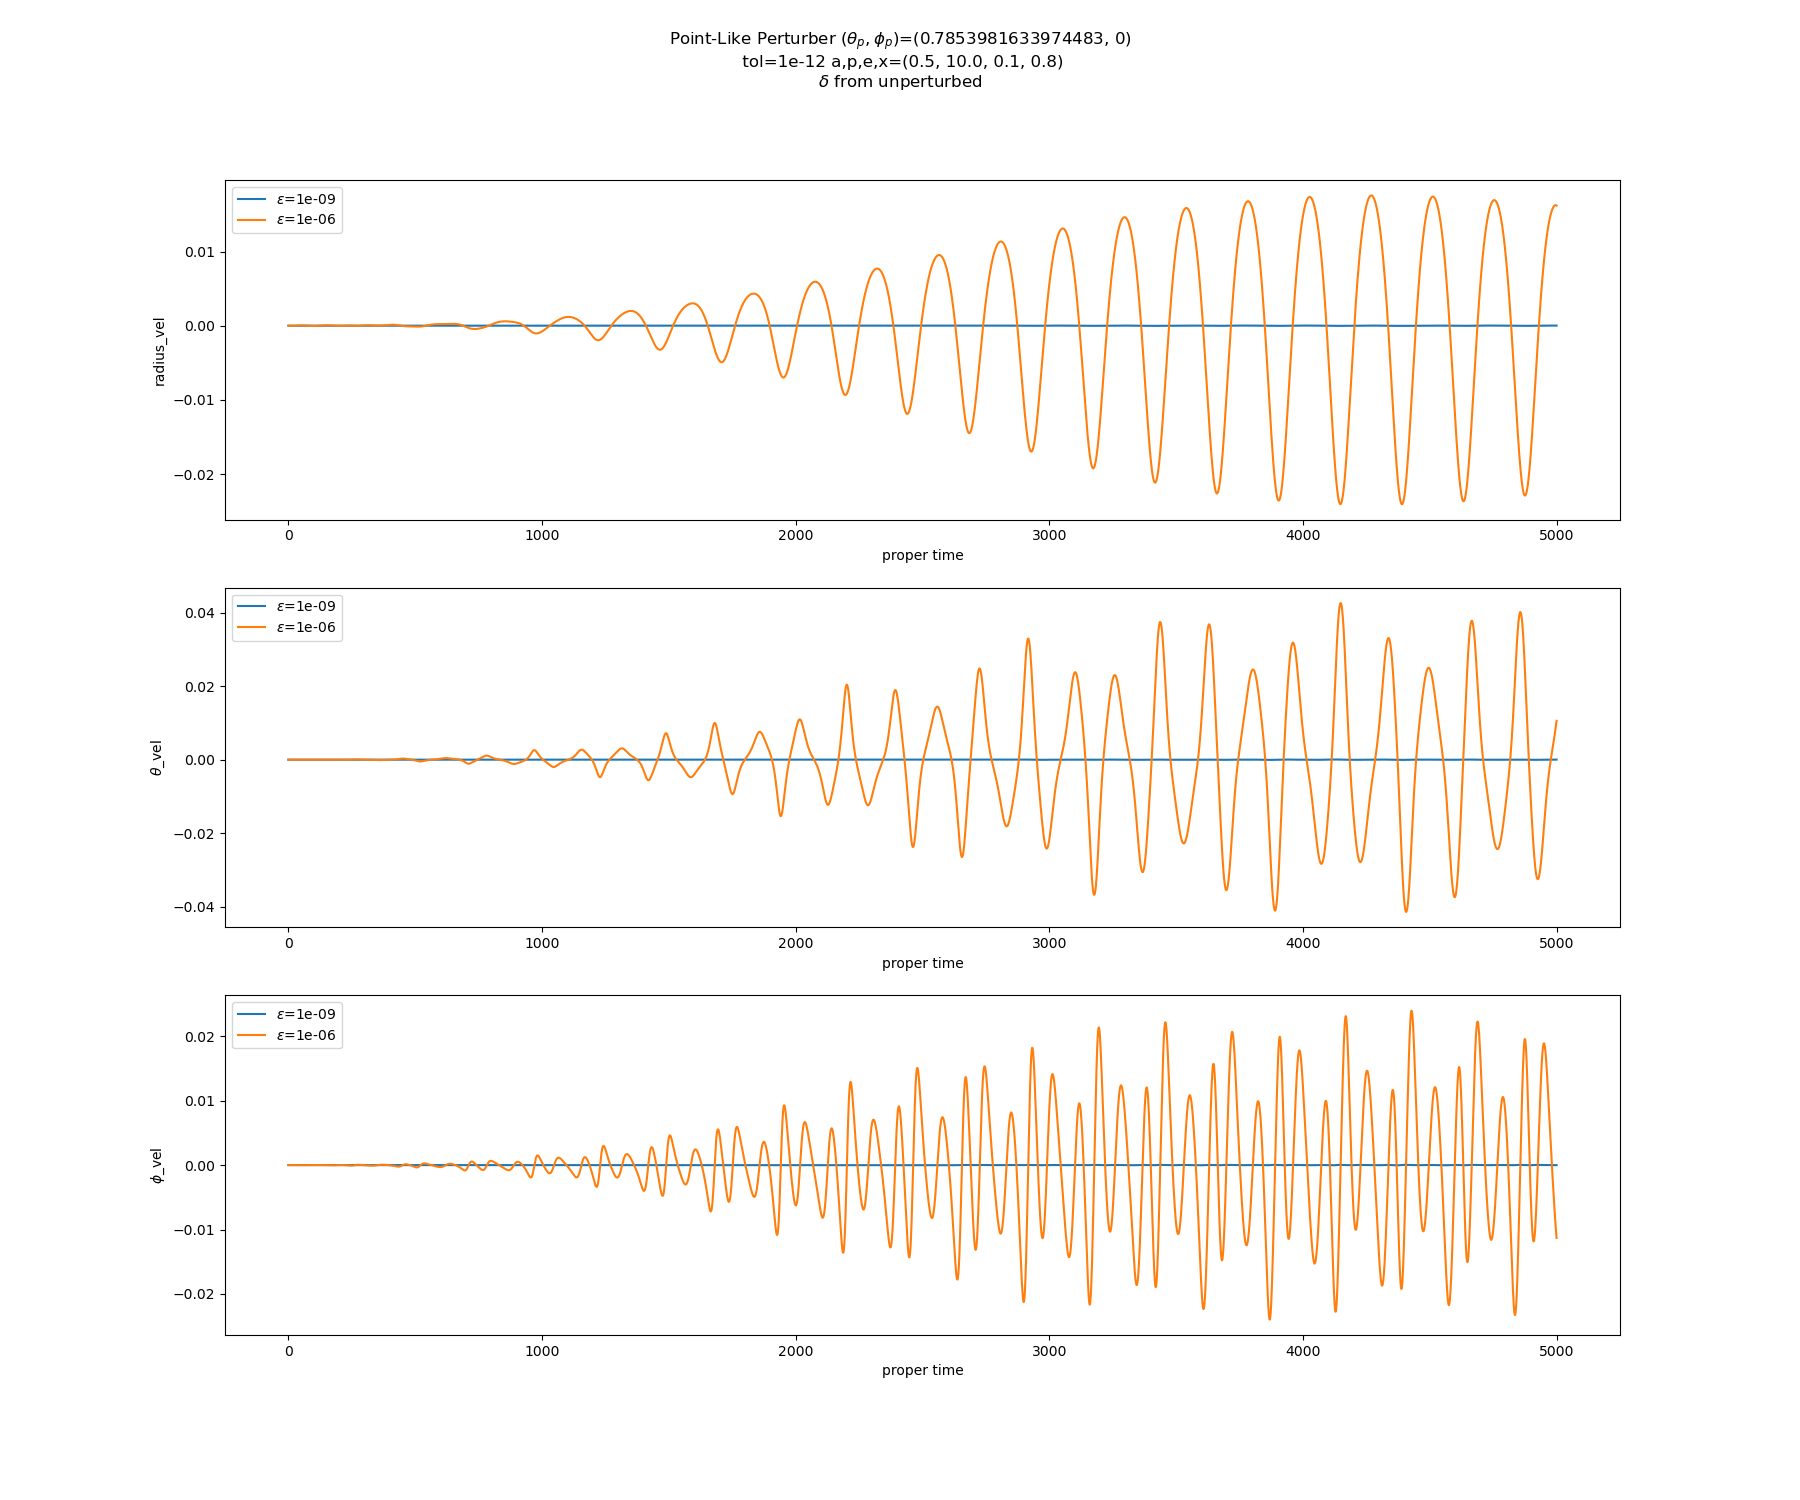 Point-Like Perturber (θₚ, ϕₚ)=(0.7853981633974483, 0)
tol=1e-12 a,p,e,x=(0.5, 10.0, 0.1, 0.8)
δ from unperturbed
ε=1e-09
ε=1e-06
0.01
0.00
−0.01
−0.02
radius_vel
0 1000 2000 3000 4000 5000
proper time
ε=1e-09
ε=1e-06
0.04
0.02
0.00
−0.02
−0.04
θ_vel
0 1000 2000 3000 4000 5000
proper time
ε=1e-09
ε=1e-06
0.02
0.01
0.00
−0.01
−0.02
ϕ_vel
0 1000 2000 3000 4000 5000
proper time